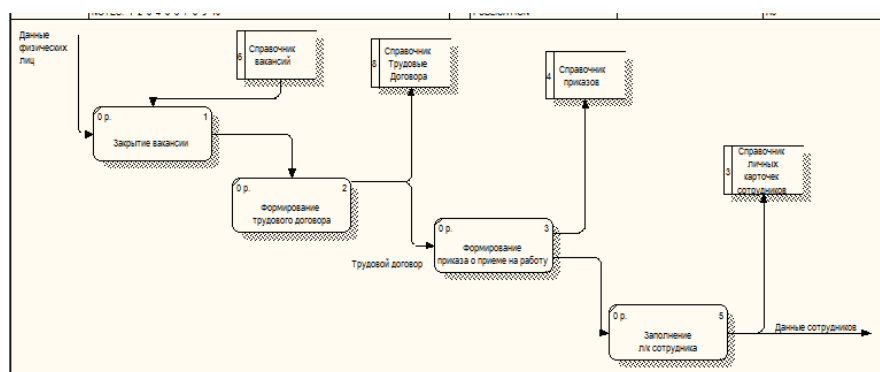 Данные
физических
лиц
6
Справочник
вакансий
8
Справочник
Трудовые
Договора
4
Справочник
приказов
0 р.
1
Закрытие вакансии
3
Справочник
личных
карточек
сотрудников
0 р.
2
Формирование
трудового договора
0 р.
3
Формирование
приказа о приеме на работу
Трудовой договор
0 р.
5
Заполнение
л/к сотрудника
Данные сотрудников